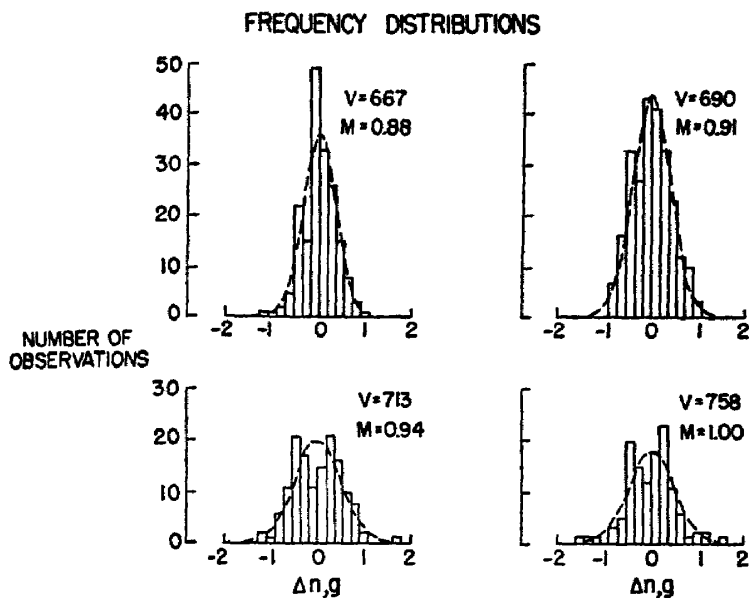 FREQUENCY DISTRIBUTIONS
50
40
30
20
10
0
-2 -1 0 1 2
V=667
M=0.88
-2 -1 0 1 2
V=690
M=0.91
NUMBER OF
OBSERVATIONS
30
20
10
0
-2 -1 0 1 2
Δn,g
V=713
M=0.94
-2 -1 0 1 2
Δn,g
V=758
M=1.00